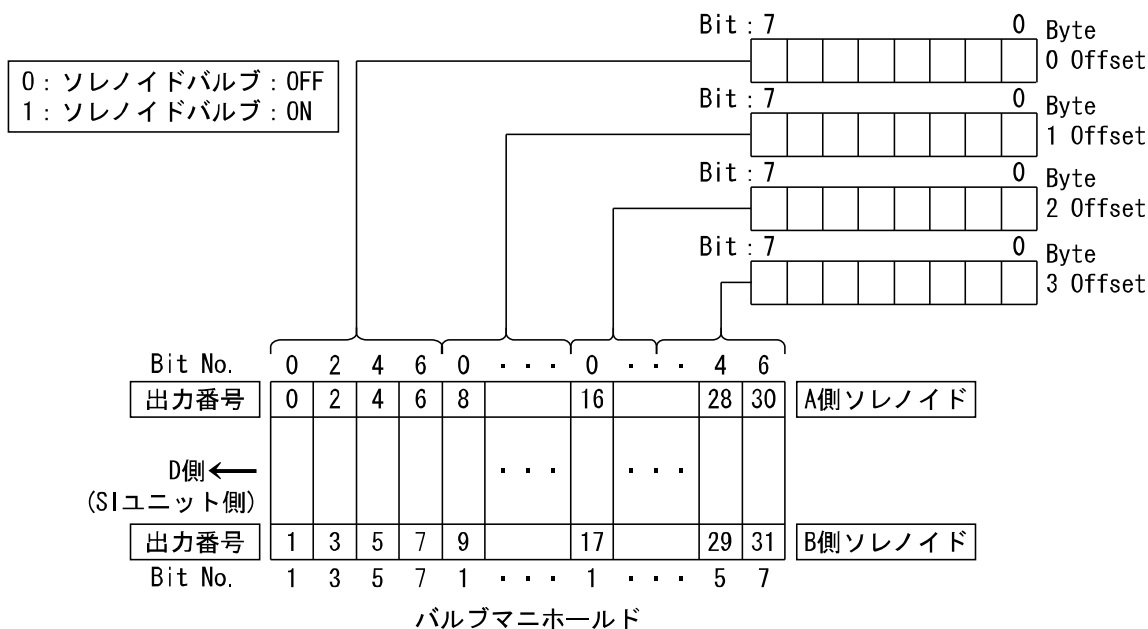 Bit : 7 0 Byte
0 Offset
0 : ソレノイドバルブ : OFF
1 : ソレノイドバルブ : ON
Bit : 7 0 Byte
1 Offset
Bit : 7 0 Byte
2 Offset
Bit : 7 0 Byte
3 Offset
Bit No. 0 2 4 6 0 ・・・ 0 ・・・ 4 6
出力番号 0 2 4 6 8 16 28 30 A側ソレノイド
D側← ・・・ ・・・
(SIユニット側)
出力番号 1 3 5 7 9 17 29 31 B側ソレノイド
Bit No. 1 3 5 7 1 ・・・ 1 ・・・ 5 7
バルブマニホールド